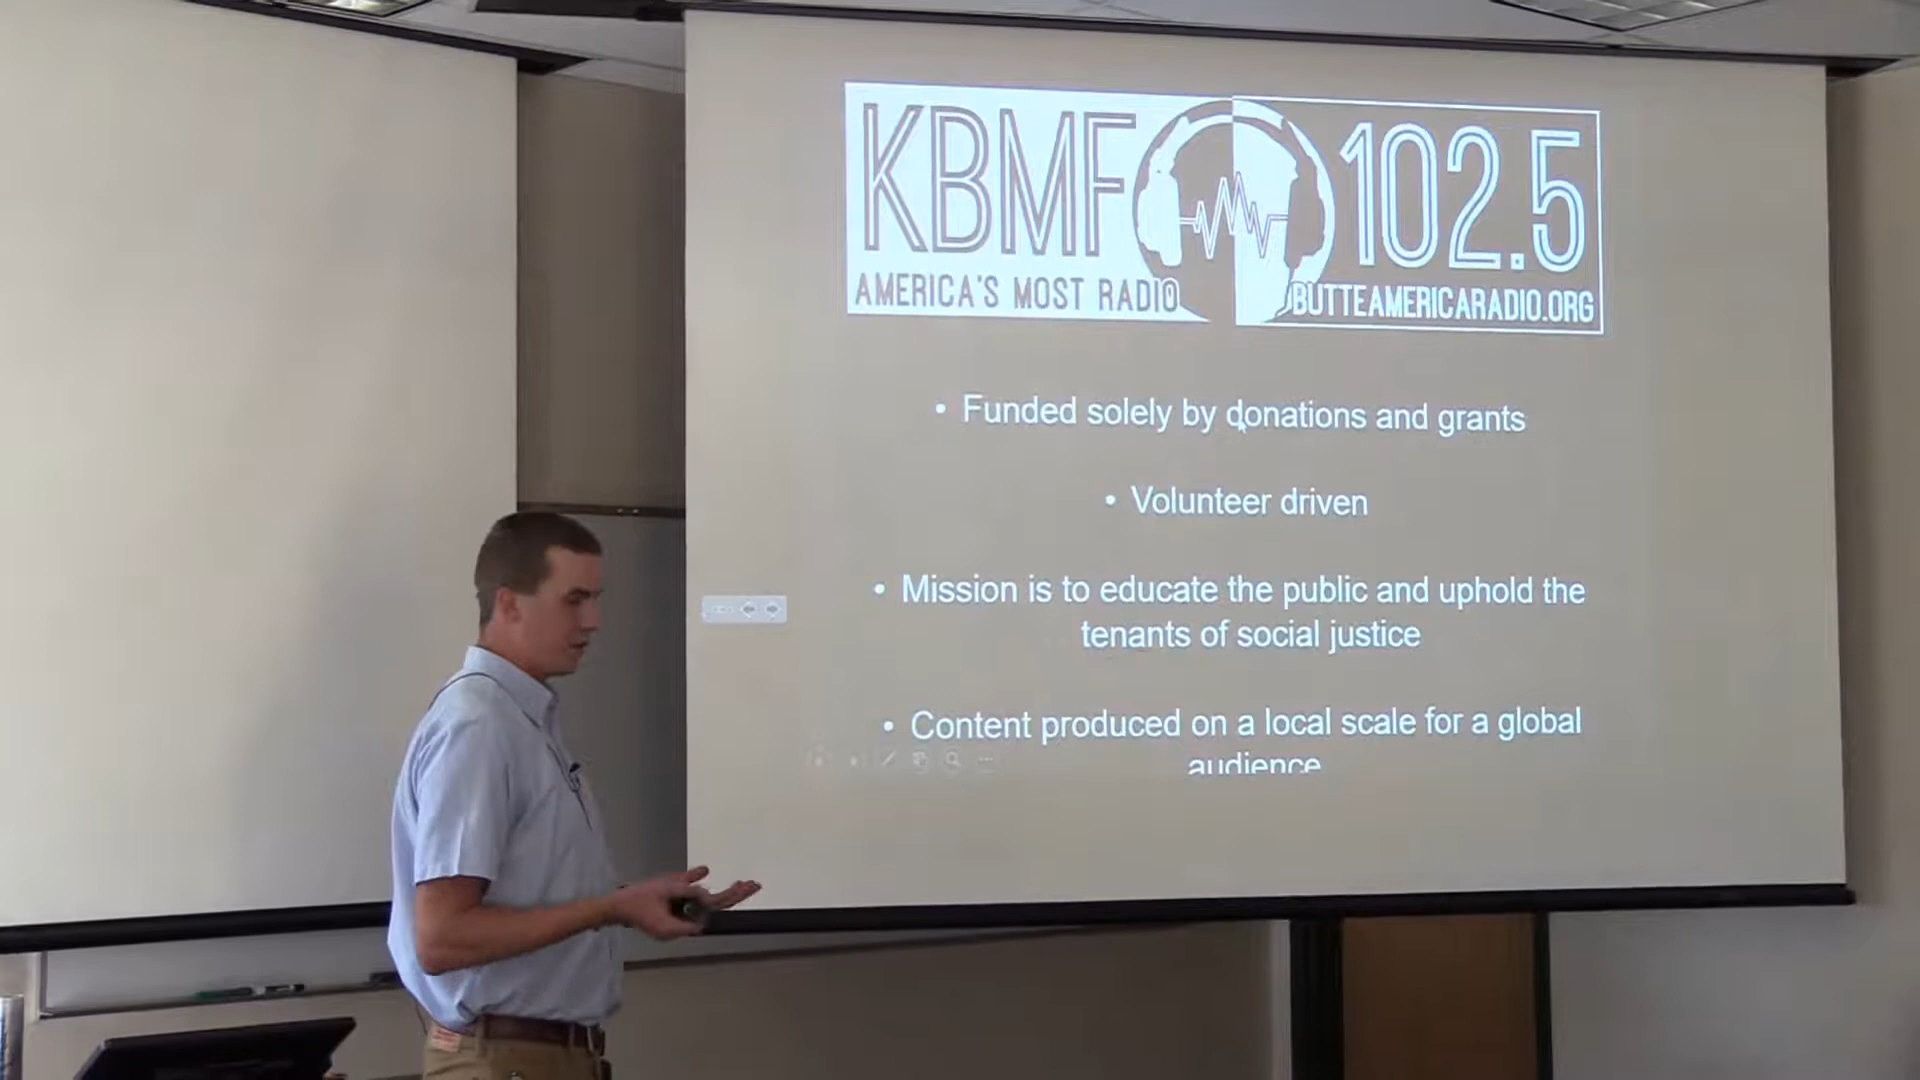 KBMF 102.5
AMERICA'S MOST RADIO BUTTEAMERICARADIO.ORG
• Funded solely by donations and grants
• Volunteer driven
• Mission is to educate the public and uphold the
tenants of social justice
• Content produced on a local scale for a global
audience